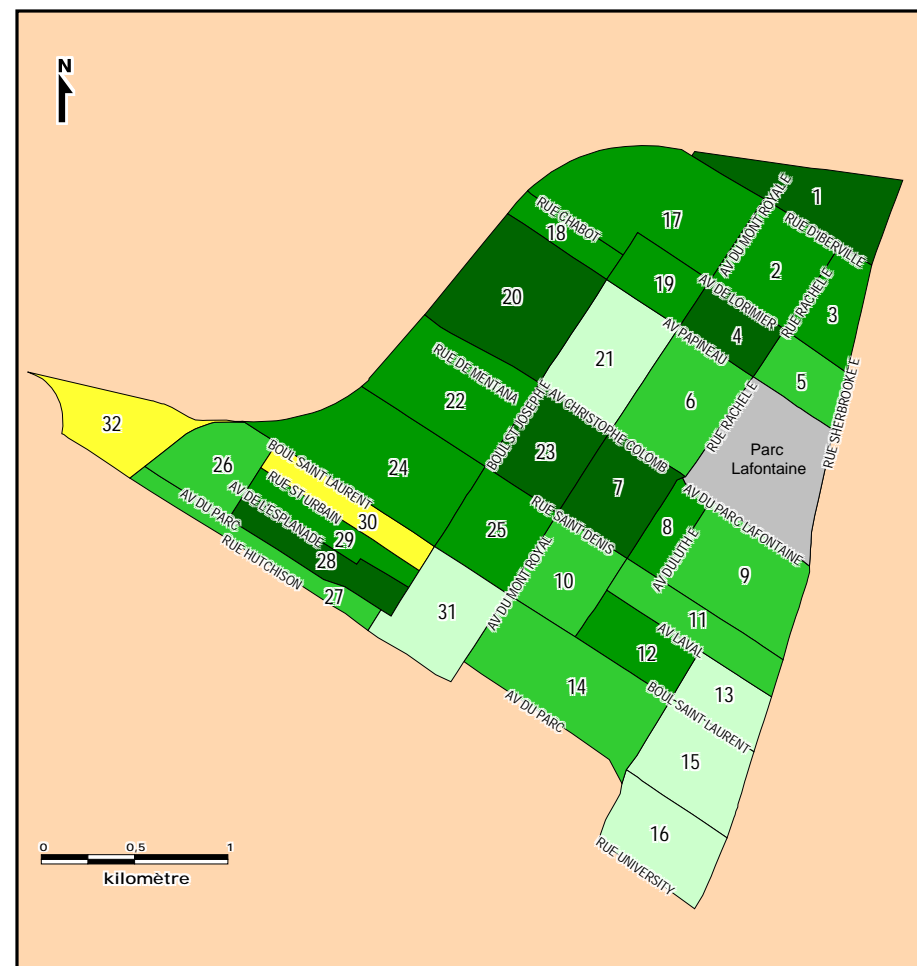 N
1
AV DU MONT ROYALE
RUE CHABOT
17
RUE D'IBERVILLE
18
2
RUE RACHEL E
19
AV DE LORIMIER
20
3
4
AV PAPINEAU
21
RUE DE MENTANA
5
22
6
RUE SHERBROOKE E
BOUL ST JOSEPH E
AV CHRISTOPHE COLOMB
RUE RACHEL E
32
23
Parc
Lafontaine
26
BOUL SAINT LAURENT
24
7
RUE ST URBAIN
AV DE L'ESPLANADE
AV DU PARC
30
RUE SAINT DENIS
AV DU PARC LAFONTAINE
25
8
29
RUE HUTCHISON
28
AV DULUTH E
9
AV DU MONT ROYAL
10
27
31
11
AV LAVAL
12
14
13
AV DU PARC
BOUL SAINT LAURENT
15
16
RUE UNIVERSITY
0
0,5
1
kilomètre